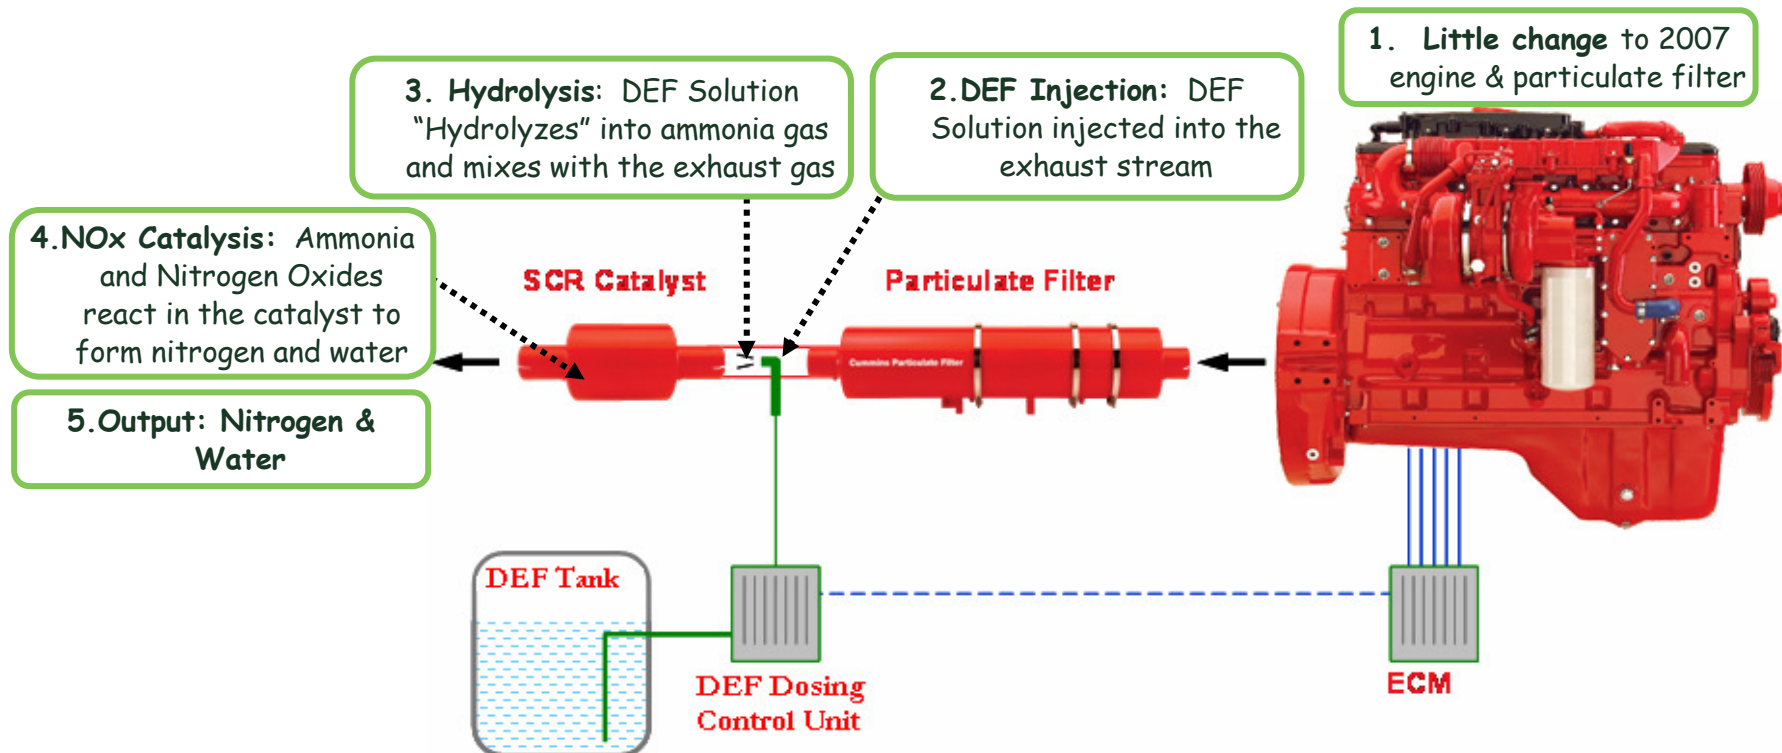 1. Little change to 2007
engine & particulate filter
2.DEF Injection: DEF
Solution injected into the
exhaust stream
3. Hydrolysis: DEF Solution
“Hydrolyzes” into ammonia gas
and mixes with the exhaust gas
4.NOx Catalysis: Ammonia
and Nitrogen Oxides
react in the catalyst to
form nitrogen and water
5.Output: Nitrogen &
Water
SCR Catalyst
Particulate Filter
Cummins Particulate Filter
DEF Tank
DEF Dosing
Control Unit
ECM